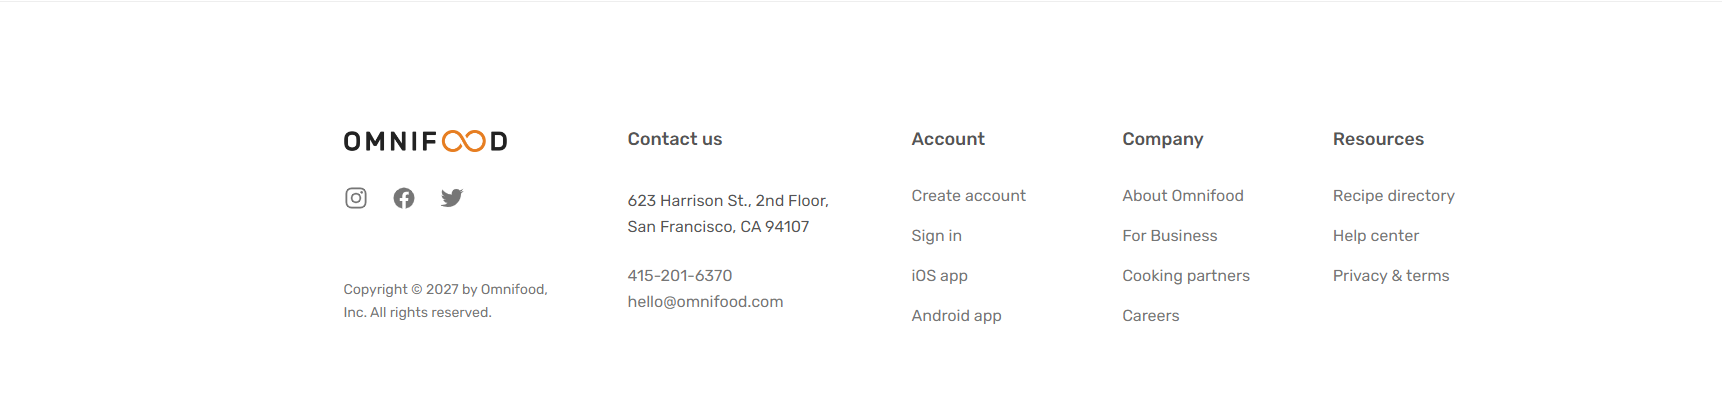 OMNIFOOD
Copyright © 2027 by Omnifood,
Inc. All rights reserved.
Contact us
623 Harrison St., 2nd Floor,
San Francisco, CA 94107
415-201-6370
hello@omnifood.com
Account
Create account
Sign in
iOS app
Android app
Company
About Omnifood
For Business
Cooking partners
Careers
Resources
Recipe directory
Help center
Privacy & terms